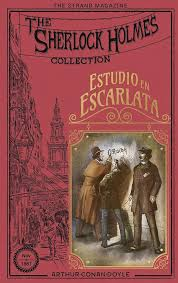 THE STRAND MAGAZINE
THE
SHERLOCK HOLMES
COLLECTION
ESTUDIO EN
ESCARLATA
ARTHUR CONAN DOYLE